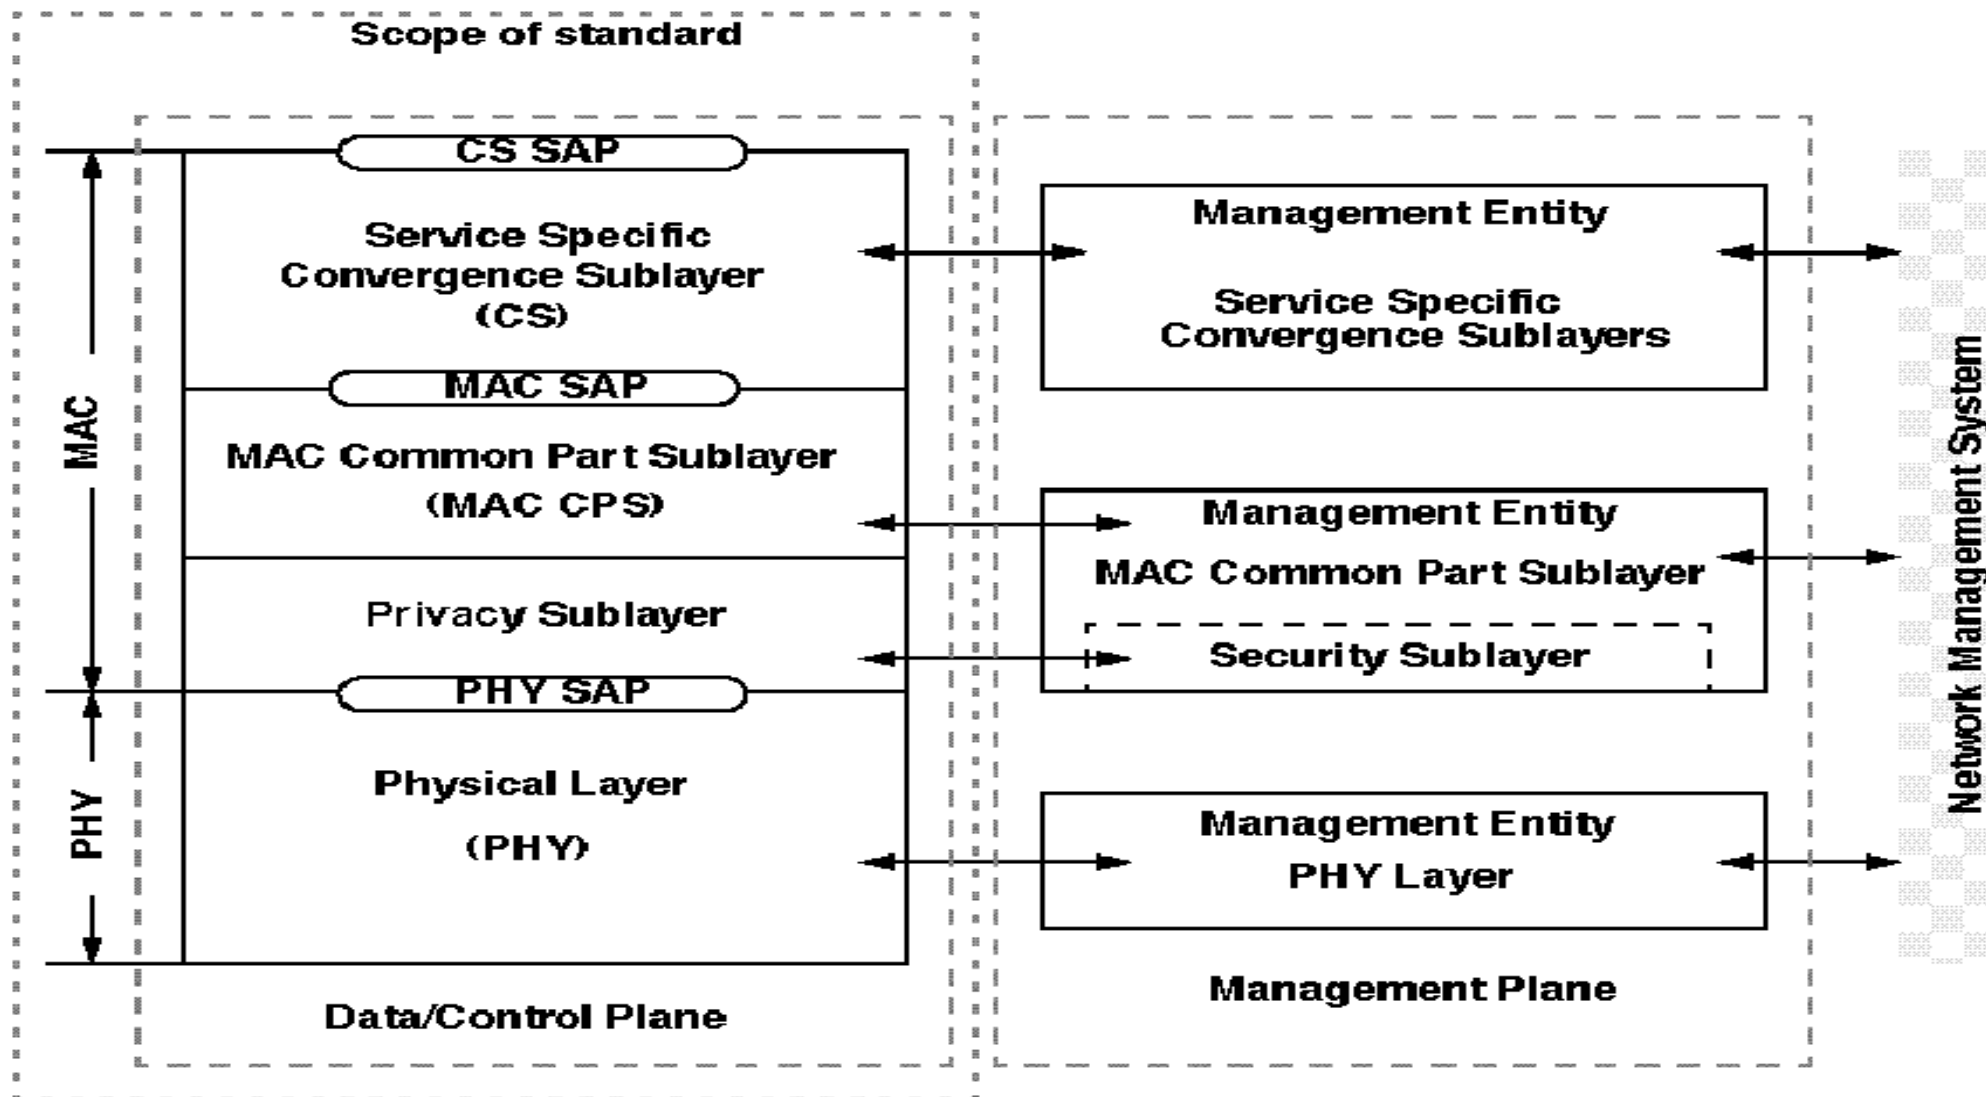 Scope of standard
CS SAP
Service Specific
Convergence Sublayer
(CS)
MAC SAP
MAC Common Part Sublayer
(MAC CPS)
Privacy Sublayer
PHY SAP
Physical Layer
(PHY)
Data/Control Plane
MAC
PHY
Management Entity
Service Specific
Convergence Sublayers
Management Entity
MAC Common Part Sublayer
Security Sublayer
Management Entity
PHY Layer
Management Plane
Network Management System